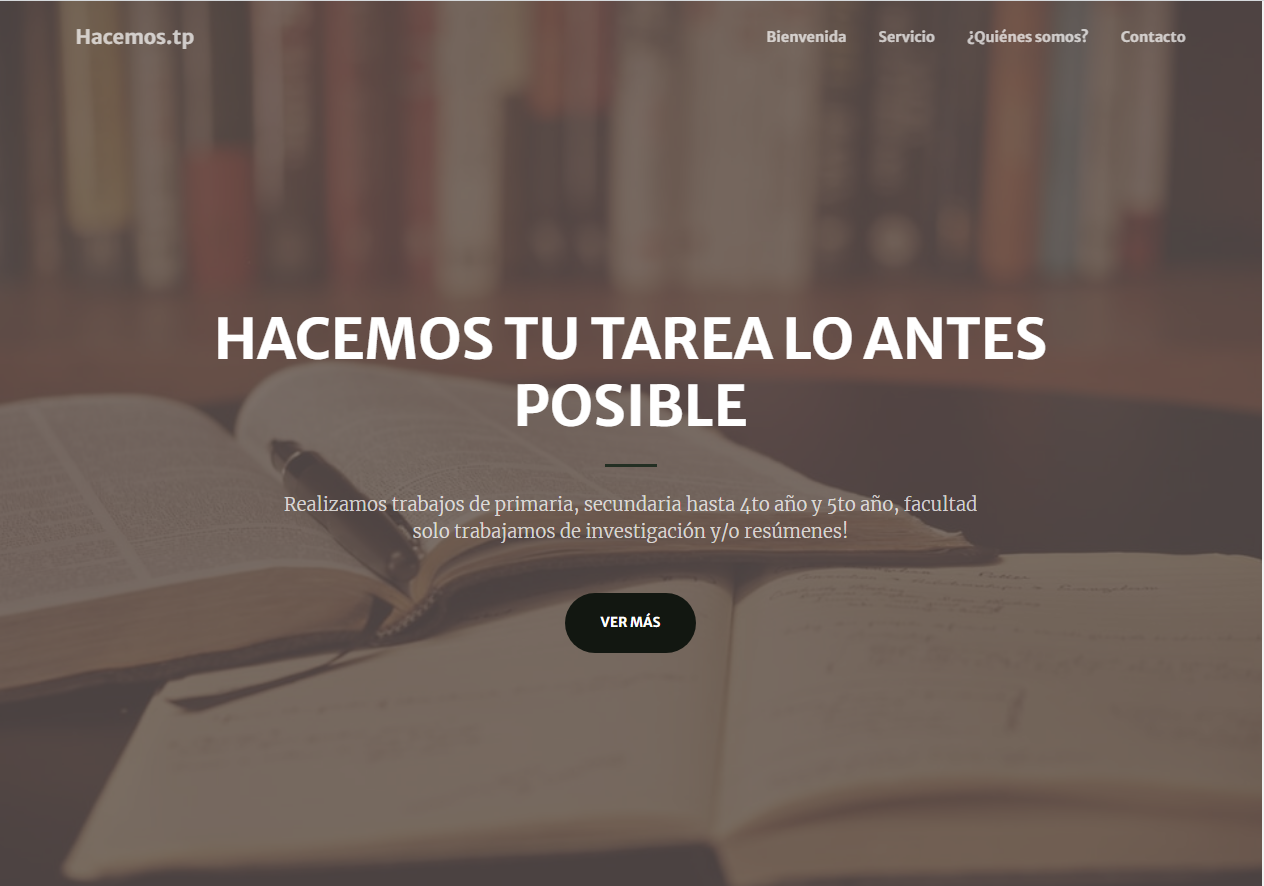 Hacemos.tp
Bienvenida Servicio ¿Quiénes somos? Contacto
HACEMOS TU TAREA LO ANTES
POSIBLE
Realizamos trabajos de primaria, secundaria hasta 4to año y 5to año, facultad
solo trabajamos de investigación y/o resúmenes!
VER MÁS